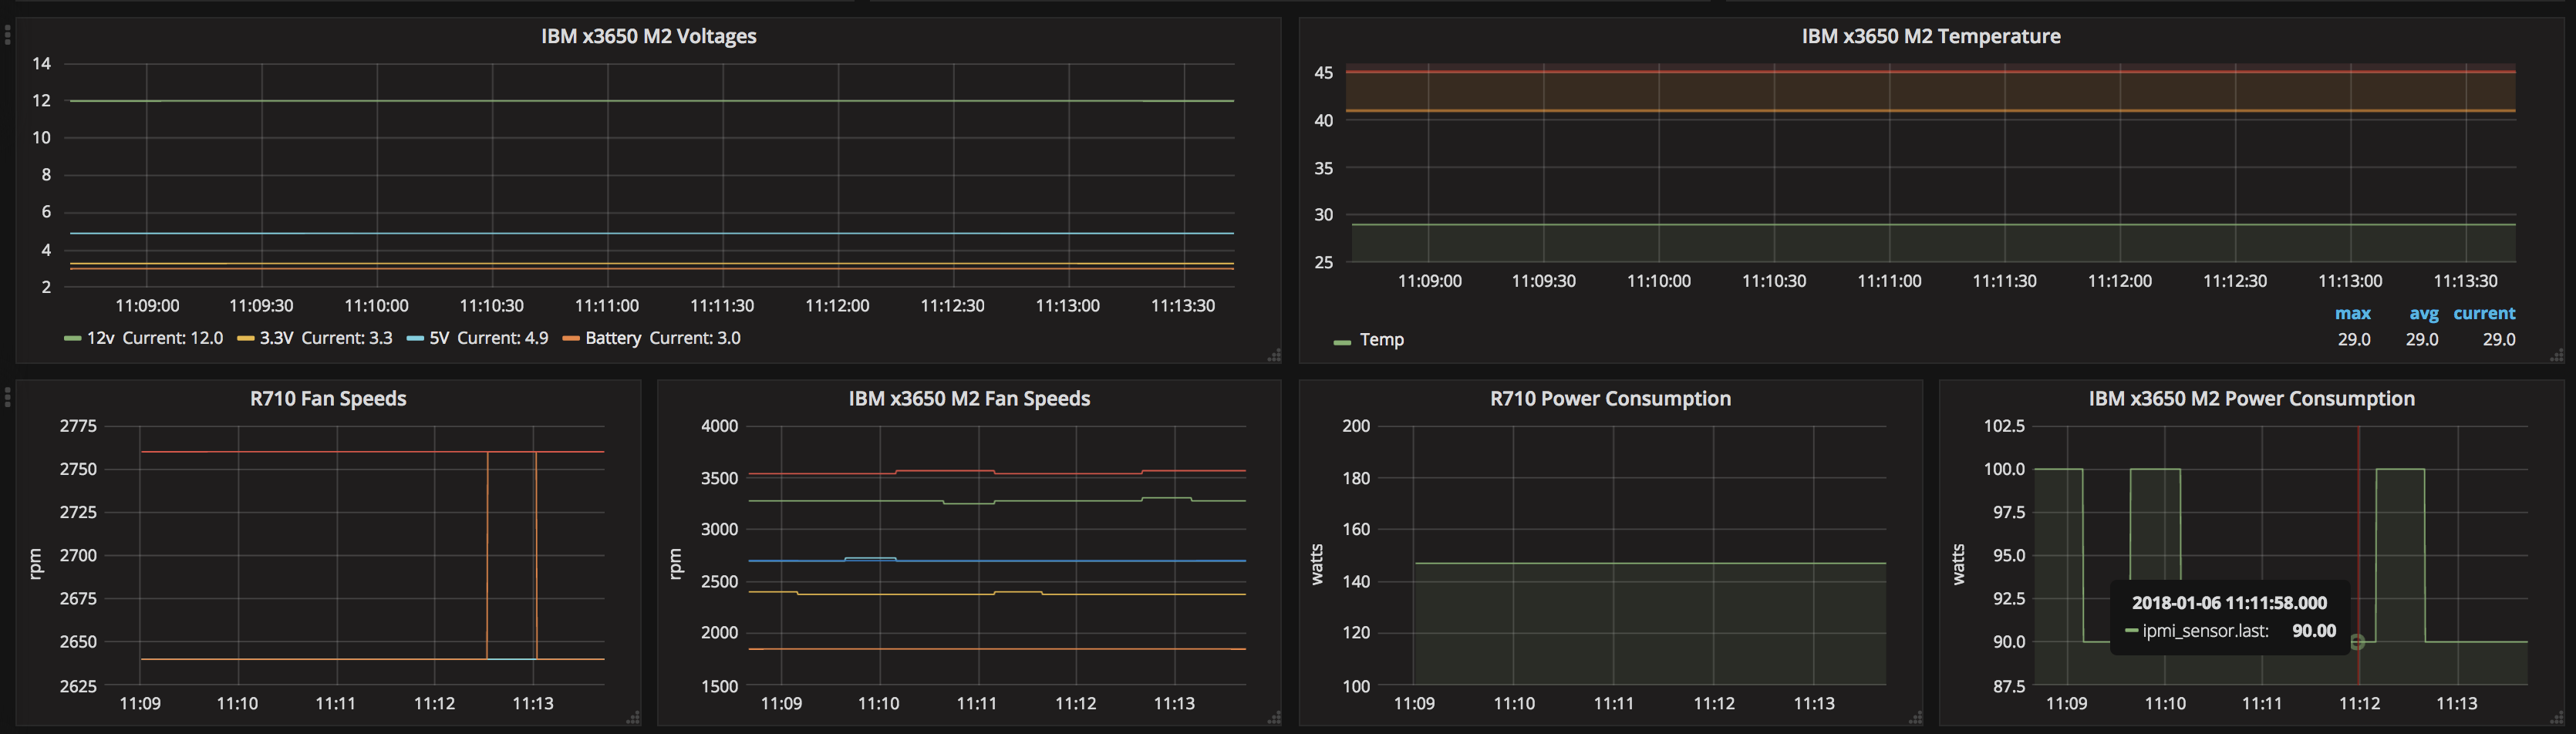 IBM x3650 M2 Voltages
14
12
10
8
6
4
2
11:09:00 11:09:30 11:10:00 11:10:30 11:11:00 11:11:30 11:12:00 11:12:30 11:13:00 11:13:30
12v Current: 12.0 3.3V Current: 3.3 5V Current: 4.9 Battery Current: 3.0
IBM x3650 M2 Temperature
45
40
35
30
25
11:09:00 11:09:30 11:10:00 11:10:30 11:11:00 11:11:30 11:12:00 11:12:30 11:13:00 11:13:30
max avg current
Temp 29.0 29.0 29.0
R710 Fan Speeds
2775
2750
2725
2700
2675
2650
2625
rpm
11:09 11:10 11:11 11:12 11:13
IBM x3650 M2 Fan Speeds
4000
3500
3000
2500
2000
1500
rpm
11:09 11:10 11:11 11:12 11:13
R710 Power Consumption
200
180
160
140
120
100
watts
11:09 11:10 11:11 11:12 11:13
IBM x3650 M2 Power Consumption
102.5
100.0
97.5
95.0
92.5
90.0
87.5
watts
2018-01-06 11:11:58.000
ipmi_sensor.last: 90.00
11:09 11:10 11:11 11:12 11:13